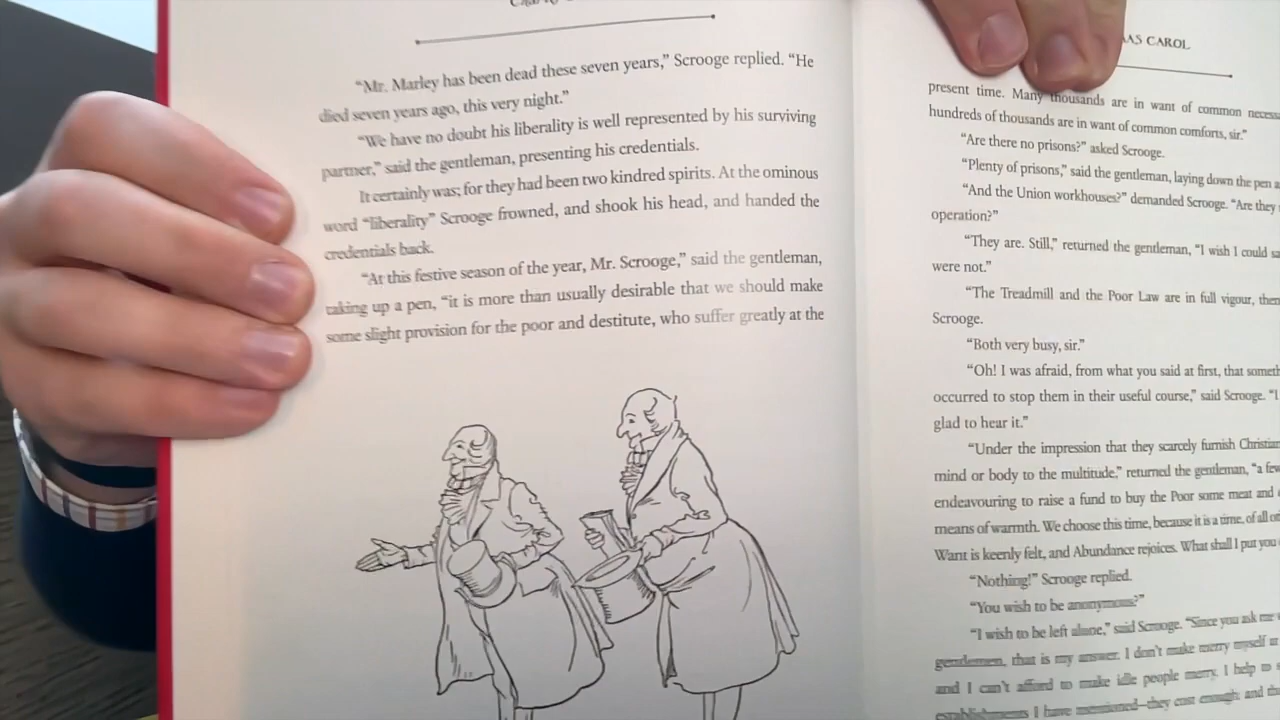 “Mr. Marley has been dead these seven years,” Scrooge replied. “He
died seven years ago, this very night.”
“We have no doubt his liberality is well represented by his surviving
partner,” said the gentleman, presenting his credentials.
It certainly was; for they had been two kindred spirits. At the ominous
word “liberality” Scrooge frowned, and shook his head, and handed the
credentials back.
“At this festive season of the year, Mr. Scrooge,” said the gentleman,
taking up a pen, “it is more than usually desirable that we should make
some slight provision for the poor and destitute, who suffer greatly at the
CAROL
present time. Many thousands are in want of common
hundreds of thousands are in want of common comforts, sir.”
“Are there no prisons?” asked Scrooge.
“Plenty of prisons,” said the gentleman, laying down the pen
“And the Union workhouses?” demanded Scrooge. “Are they
operation?”
“They are. Still,” returned the gentleman, “I wish I could
were not.”
“The Treadmill and the Poor Law are in full vigour,
Scrooge.
“Both very busy, sir.”
“Oh! I was afraid, from what you said at first, that
occurred to stop them in their useful course,” said Scrooge.
glad to hear it.”
“Under the impression that they scarcely furnish
mind or body to the multitude,” returned the gentleman, “a
endeavouring to raise a fund to buy the Poor some meat and
means of warmth. We choose this time, because it is a time, of all
Want is keenly felt, and Abundance rejoices. What shall I put you
“Nothing!” Scrooge replied.
“You wish to be anonymous?”
“I wish to be left alone,” said Scrooge. “Since you ask me
gentlemen, that is my answer. I don’t make merry myself
and I can’t afford to make idle people merry. I help to
establishments I have mentioned—they cost enough; and